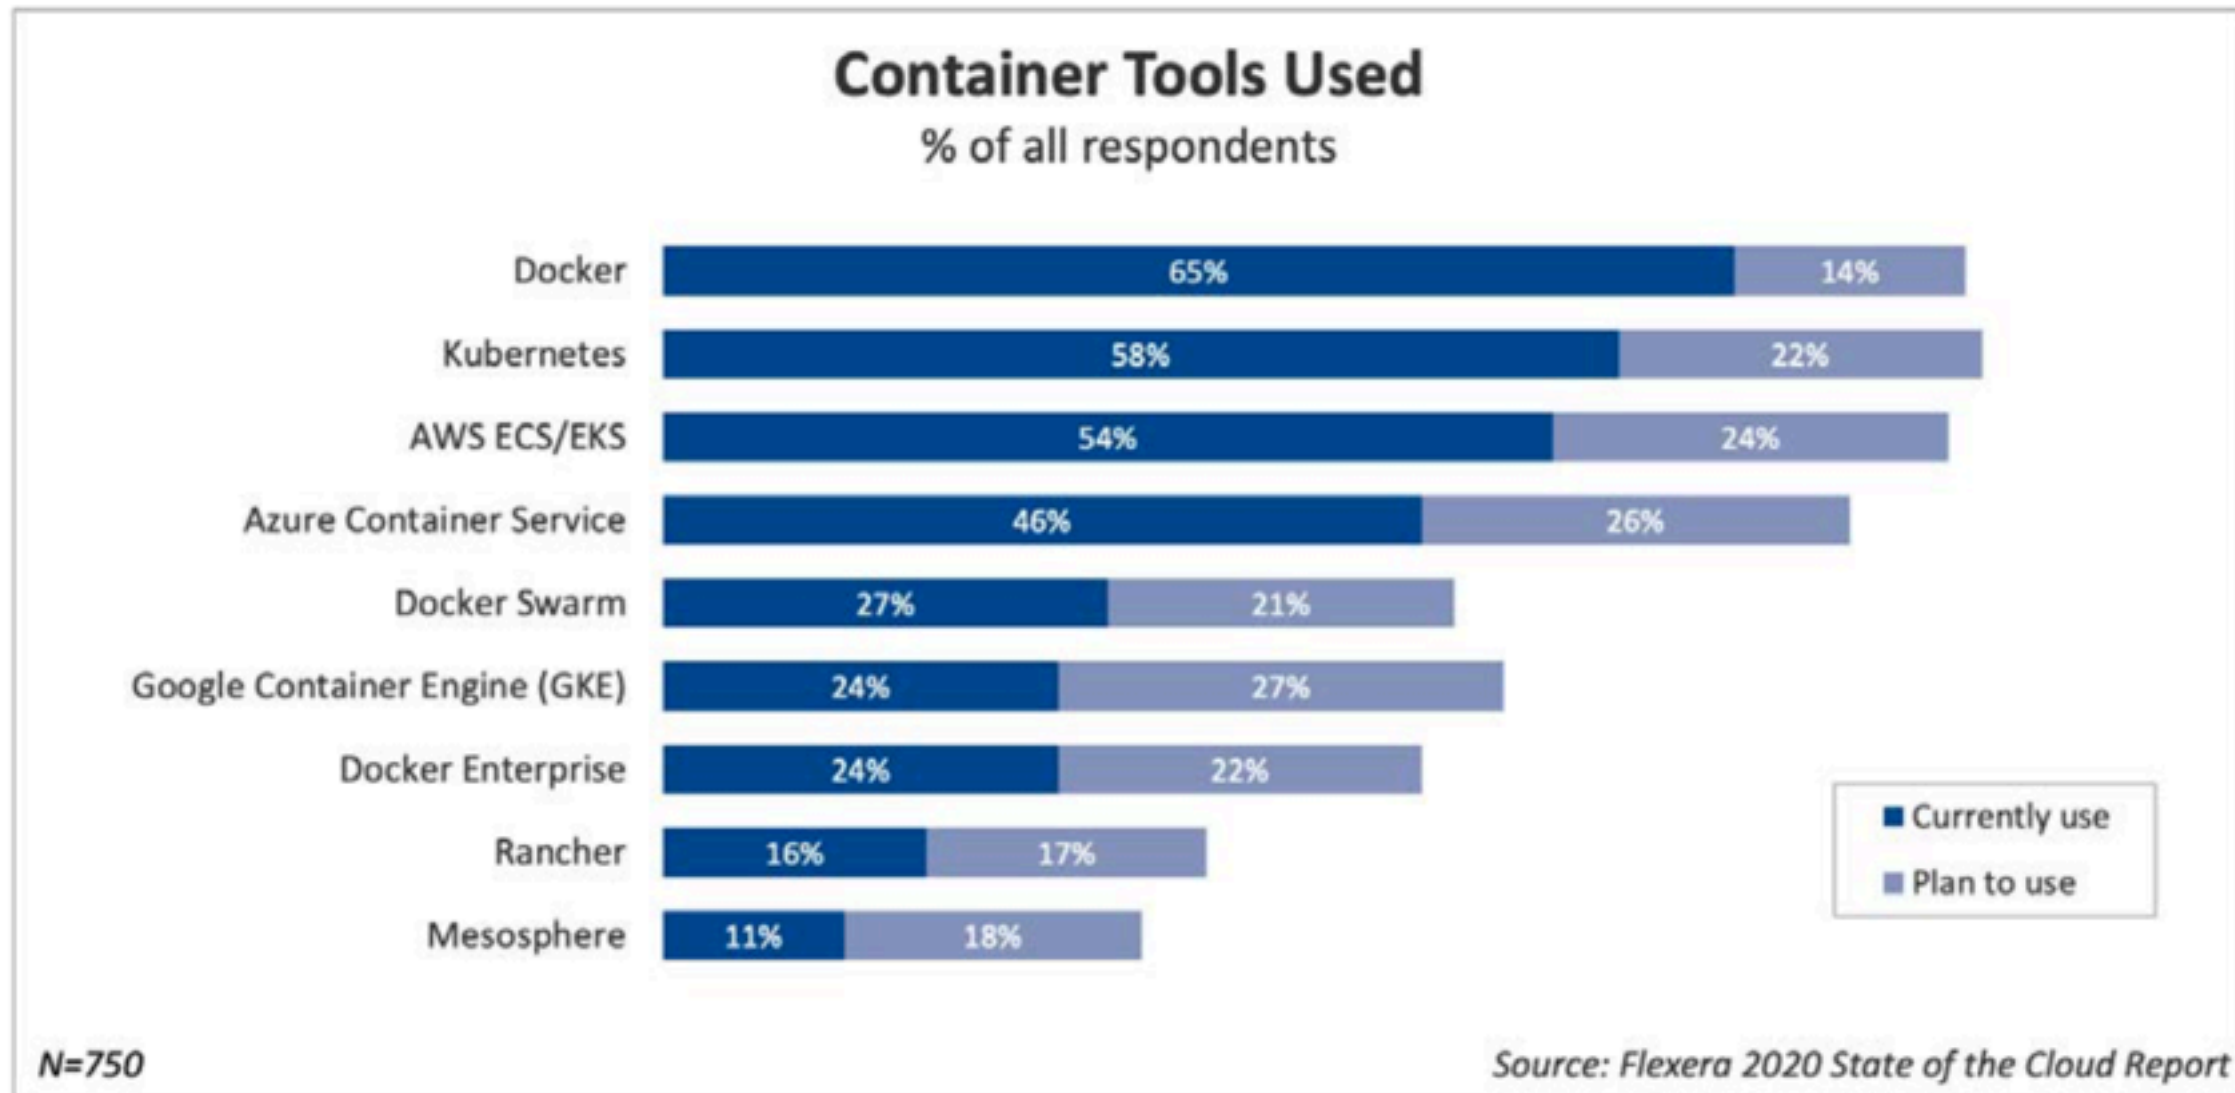 Container Tools Used
% of all respondents
Docker 65% 14%
Kubernetes 58% 22%
AWS ECS/EKS 54% 24%
Azure Container Service 46% 26%
Docker Swarm 27% 21%
Google Container Engine (GKE) 24% 27%
Docker Enterprise 24% 22%
Rancher 16% 17%
Mesosphere 11% 18%
Currently use
Plan to use
N=750
Source: Flexera 2020 State of the Cloud Report